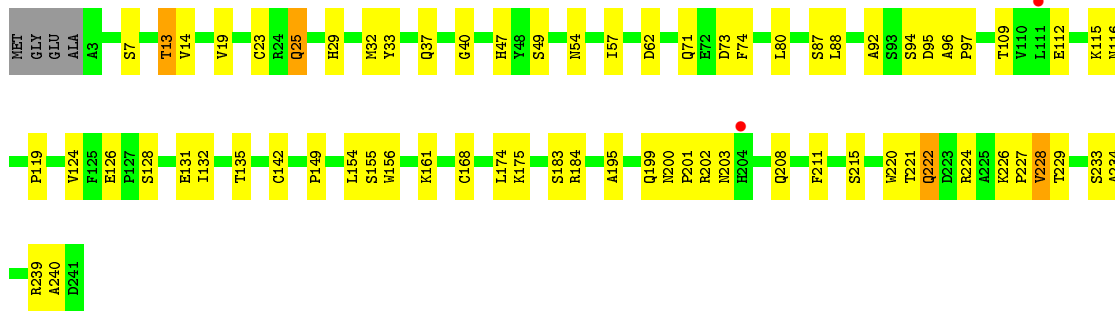 MET GLY GLU ALA A3 S7 T13 V14 V19 C23 R24 Q25 H29 M32 Y33 Q37 G40 H47 Y48 S49 N54 I57 D62 Q71 E72 D73 F74 L80 S87 L88 A92 S93 S94 D95 A96 P97 T109 V110 L111 E112 K115 N116
P119 V124 F125 E126 P127 S128 E131 I132 T135 C142 P149 L154 S155 W156 K161 C168 L174 K175 S183 R184 A195 Q199 N200 P201 R202 N203 H204 Q208 F211 S215 W220 T221 Q222 D223 R224 A225 K226 P227 V228 T229 S233 A234
R239 A240 D241